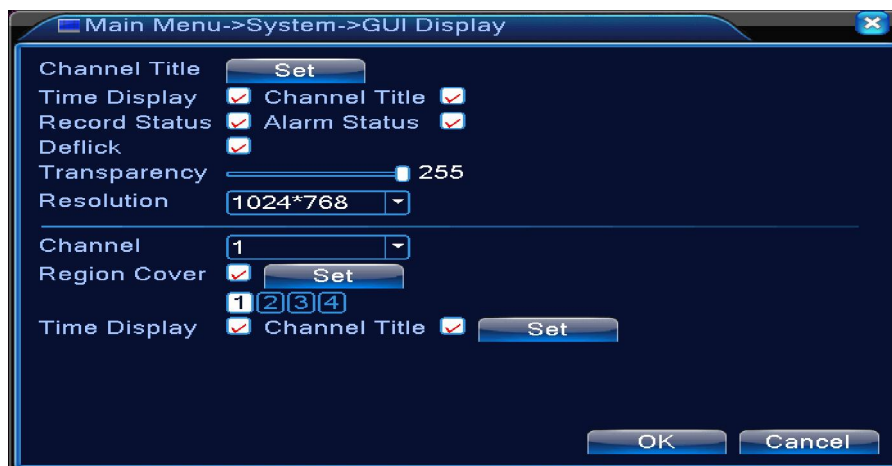 Main Menu->System->GUI Display
Channel Title Set
Time Display Channel Title
Record Status Alarm Status
Deflick
Transparency 255
Resolution 1024*768
Channel 1
Region Cover Set
1 2 3 4
Time Display Channel Title Set
OK Cancel